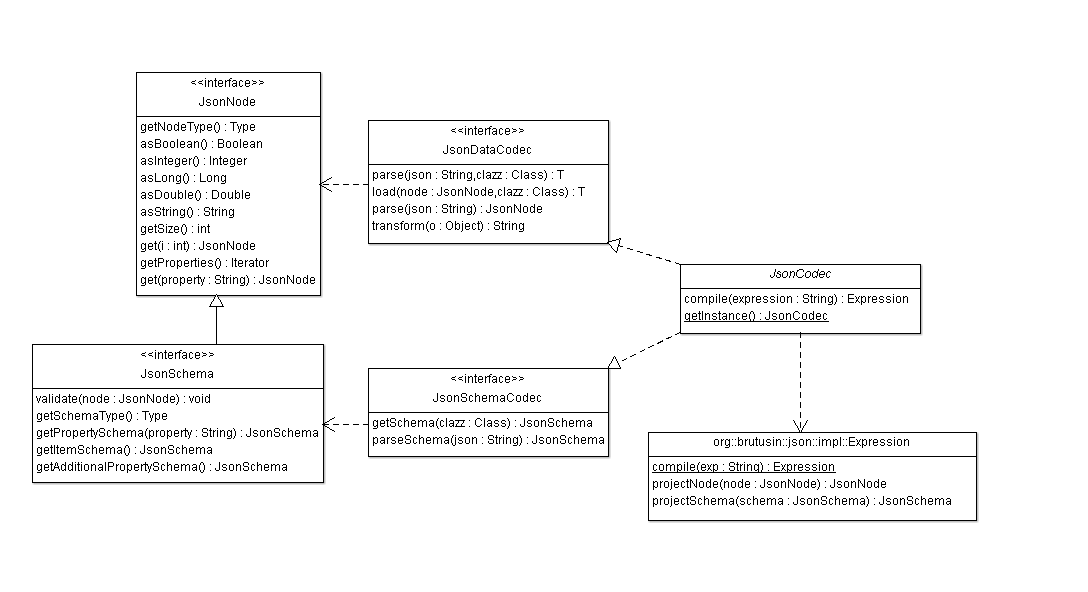 <<interface>>
JsonNode
getNodeType() : Type
asBoolean() : Boolean
asInteger() : Integer
asLong() : Long
asDouble() : Double
asString() : String
getSize() : int
get(i : int) : JsonNode
getProperties() : Iterator
get(property : String) : JsonNode
<<interface>>
JsonDataCodec
parse(json : String,clazz : Class) : T
load(node : JsonNode,clazz : Class) : T
parse(json : String) : JsonNode
transform(o : Object) : String
JsonCodec
compile(expression : String) : Expression
getInstance() : JsonCodec
<<interface>>
JsonSchema
validate(node : JsonNode) : void
getSchemaType() : Type
getPropertySchema(property : String) : JsonSchema
getItemSchema() : JsonSchema
getAdditionalPropertySchema() : JsonSchema
<<interface>>
JsonSchemaCodec
getSchema(clazz : Class) : JsonSchema
parseSchema(json : String) : JsonSchema
org::brutusin::json::impl::Expression
compile(exp : String) : Expression
projectNode(node : JsonNode) : JsonNode
projectSchema(schema : JsonSchema) : JsonSchema